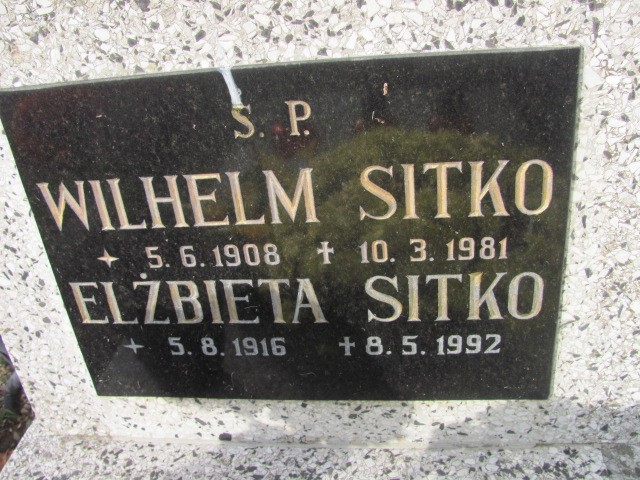 Ś. P.
WILHELM SITKO
✦ 5. 6. 1908 ✝ 10. 3. 1981
ELŻBIETA SITKO
✦ 5. 8. 1916 ✝ 8. 5. 1992